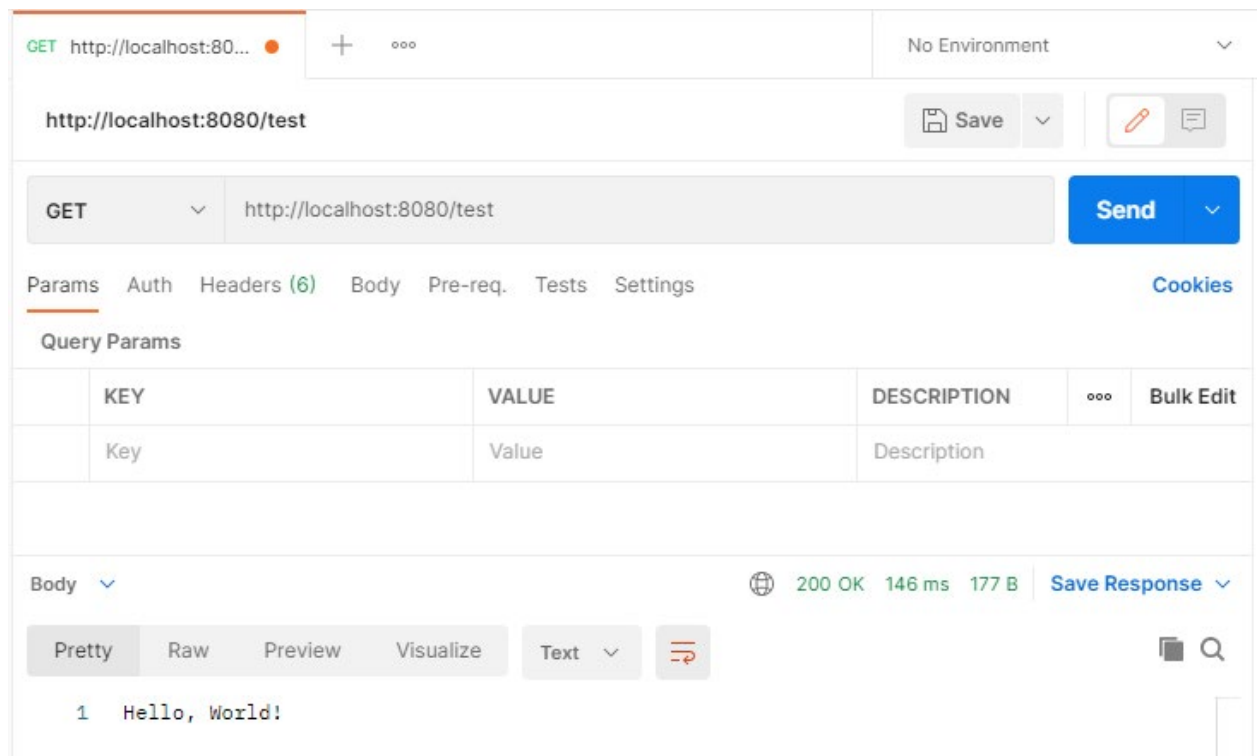 GET http://localhost:80... No Environment
http://localhost:8080/test Save
GET http://localhost:8080/test Send
Params Auth Headers (6) Body Pre-req. Tests Settings Cookies
Query Params
KEY VALUE DESCRIPTION Bulk Edit
Key Value Description
Body 200 OK 146 ms 177 B Save Response
Pretty Raw Preview Visualize Text
1 Hello, World!